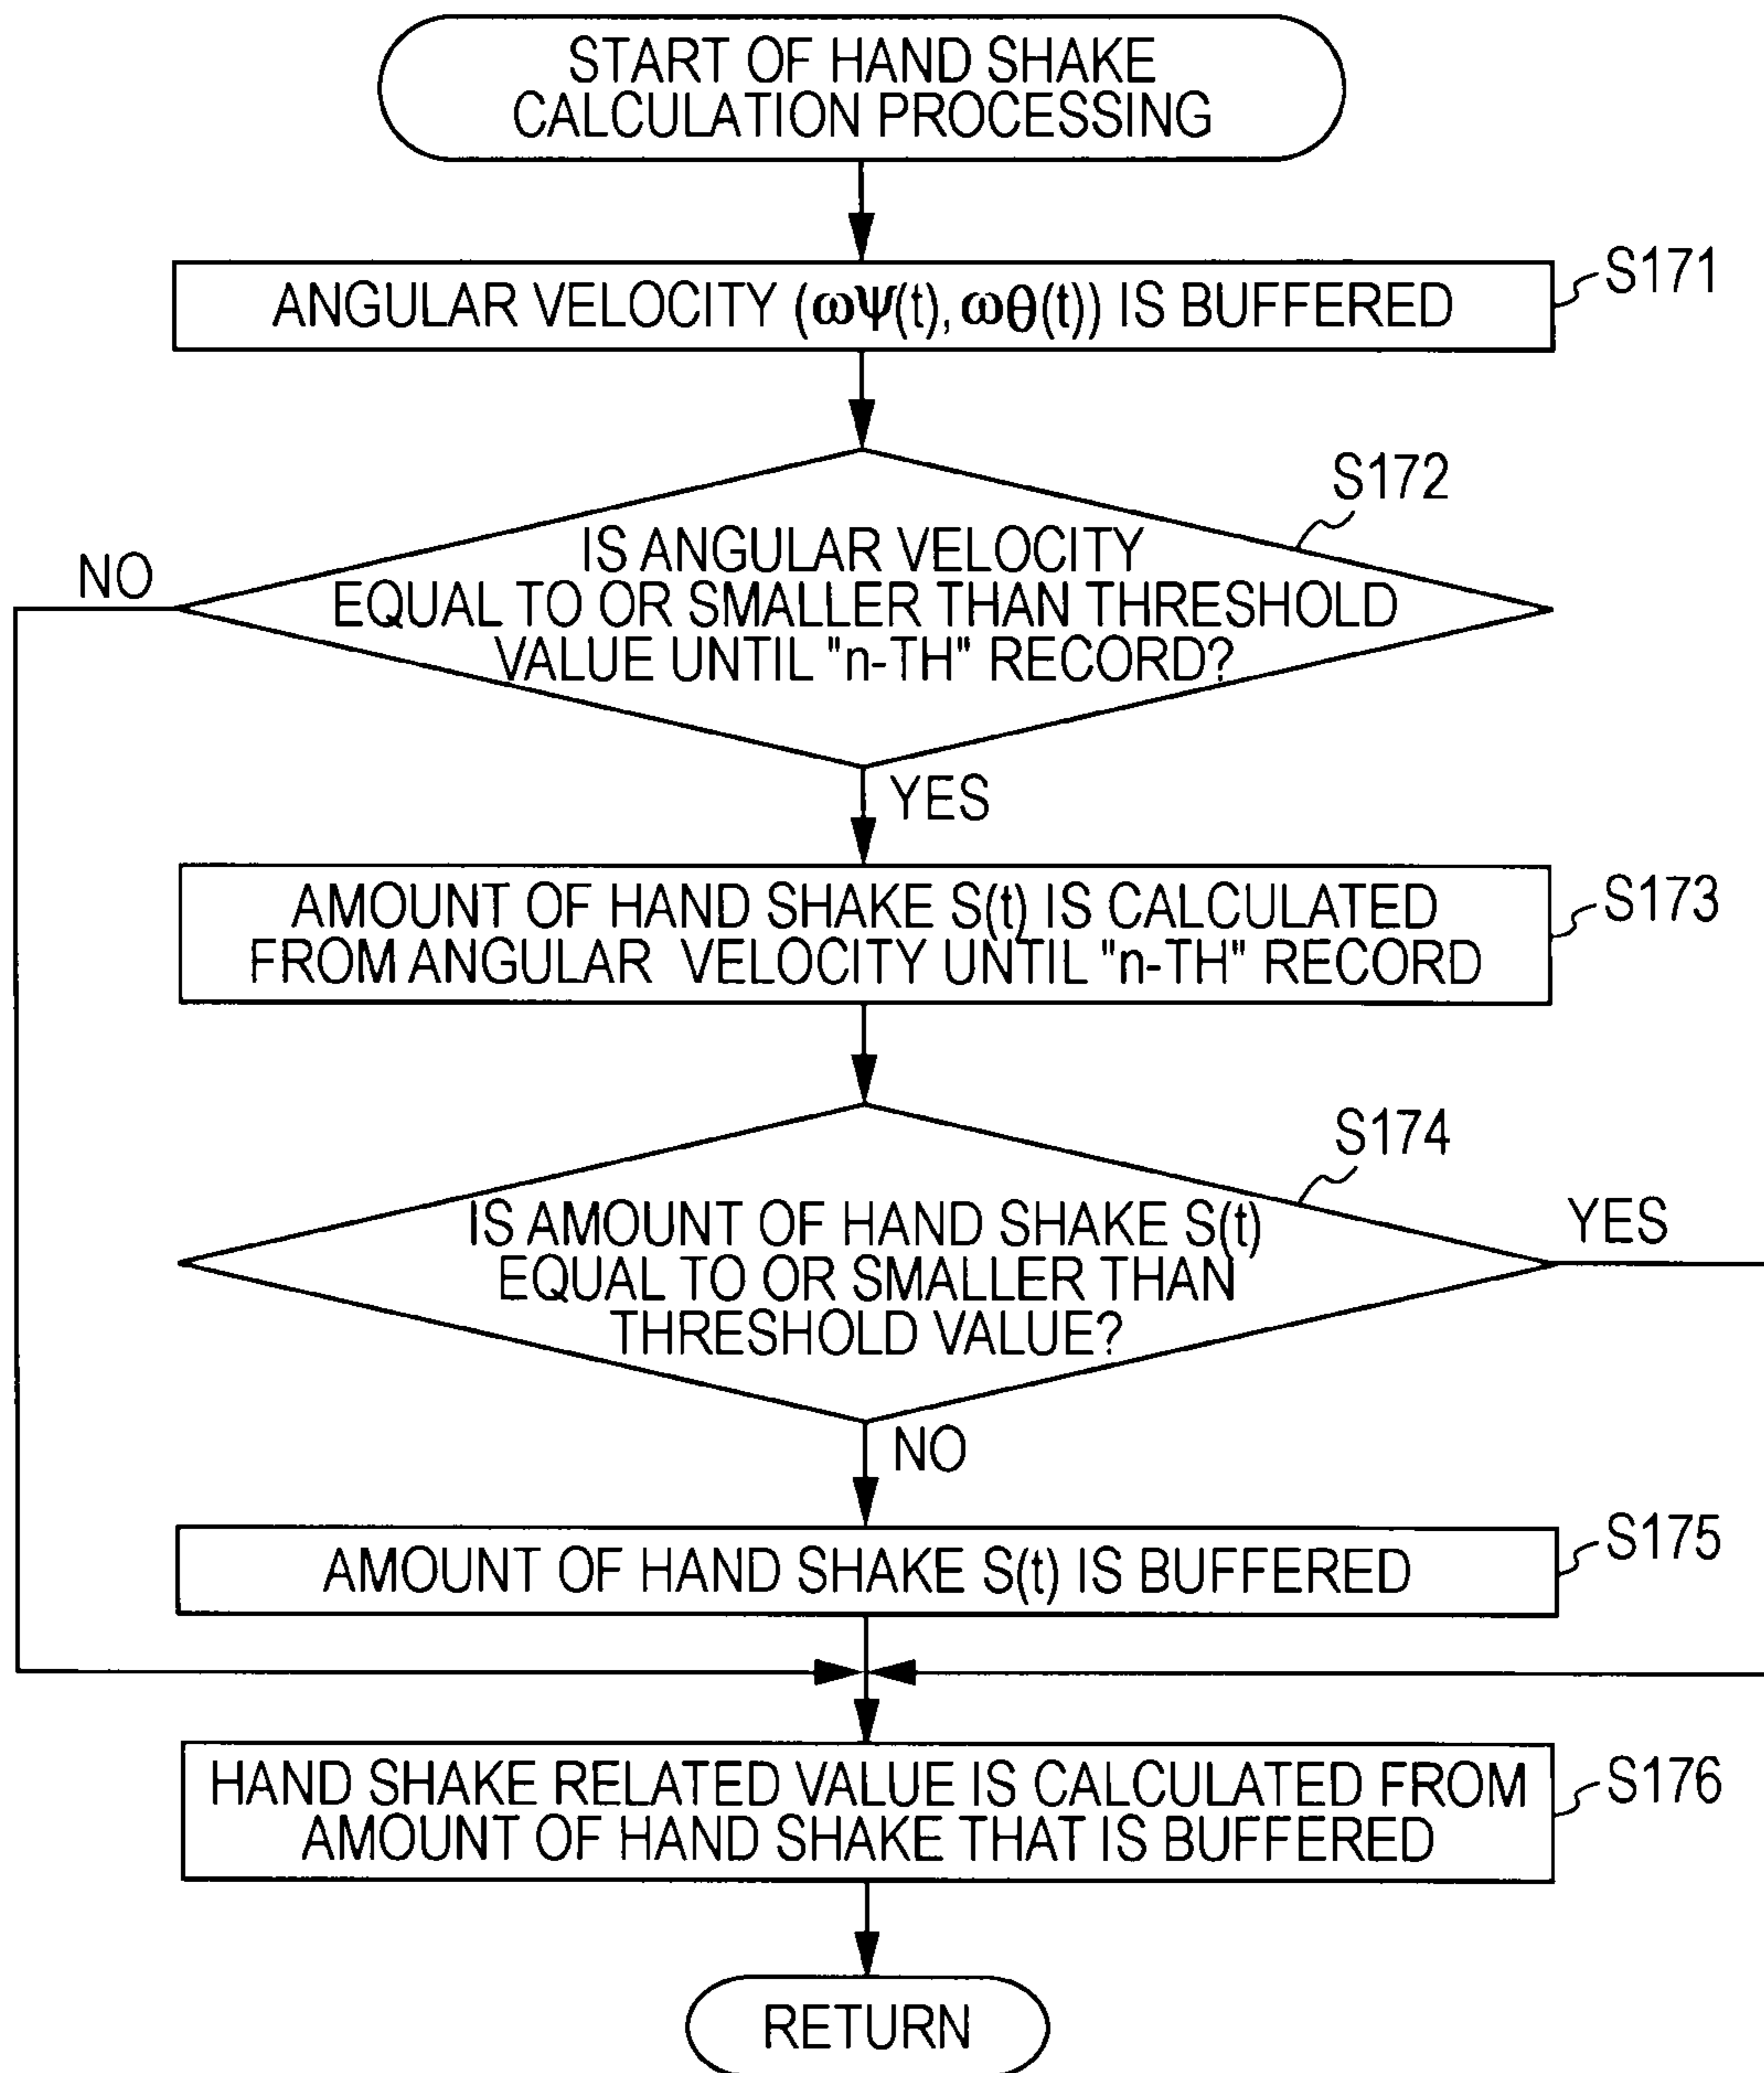 START OF HAND SHAKE
CALCULATION PROCESSING
S171
ANGULAR VELOCITY (ωΨ(t), ωθ(t)) IS BUFFERED
S172
NO
IS ANGULAR VELOCITY
EQUAL TO OR SMALLER THAN THRESHOLD
VALUE UNTIL "n-TH" RECORD?
YES
S173
AMOUNT OF HAND SHAKE S(t) IS CALCULATED
FROM ANGULAR VELOCITY UNTIL "n-TH" RECORD
S174
YES
IS AMOUNT OF HAND SHAKE S(t)
EQUAL TO OR SMALLER THAN
THRESHOLD VALUE?
NO
S175
AMOUNT OF HAND SHAKE S(t) IS BUFFERED
S176
HAND SHAKE RELATED VALUE IS CALCULATED FROM
AMOUNT OF HAND SHAKE THAT IS BUFFERED
RETURN